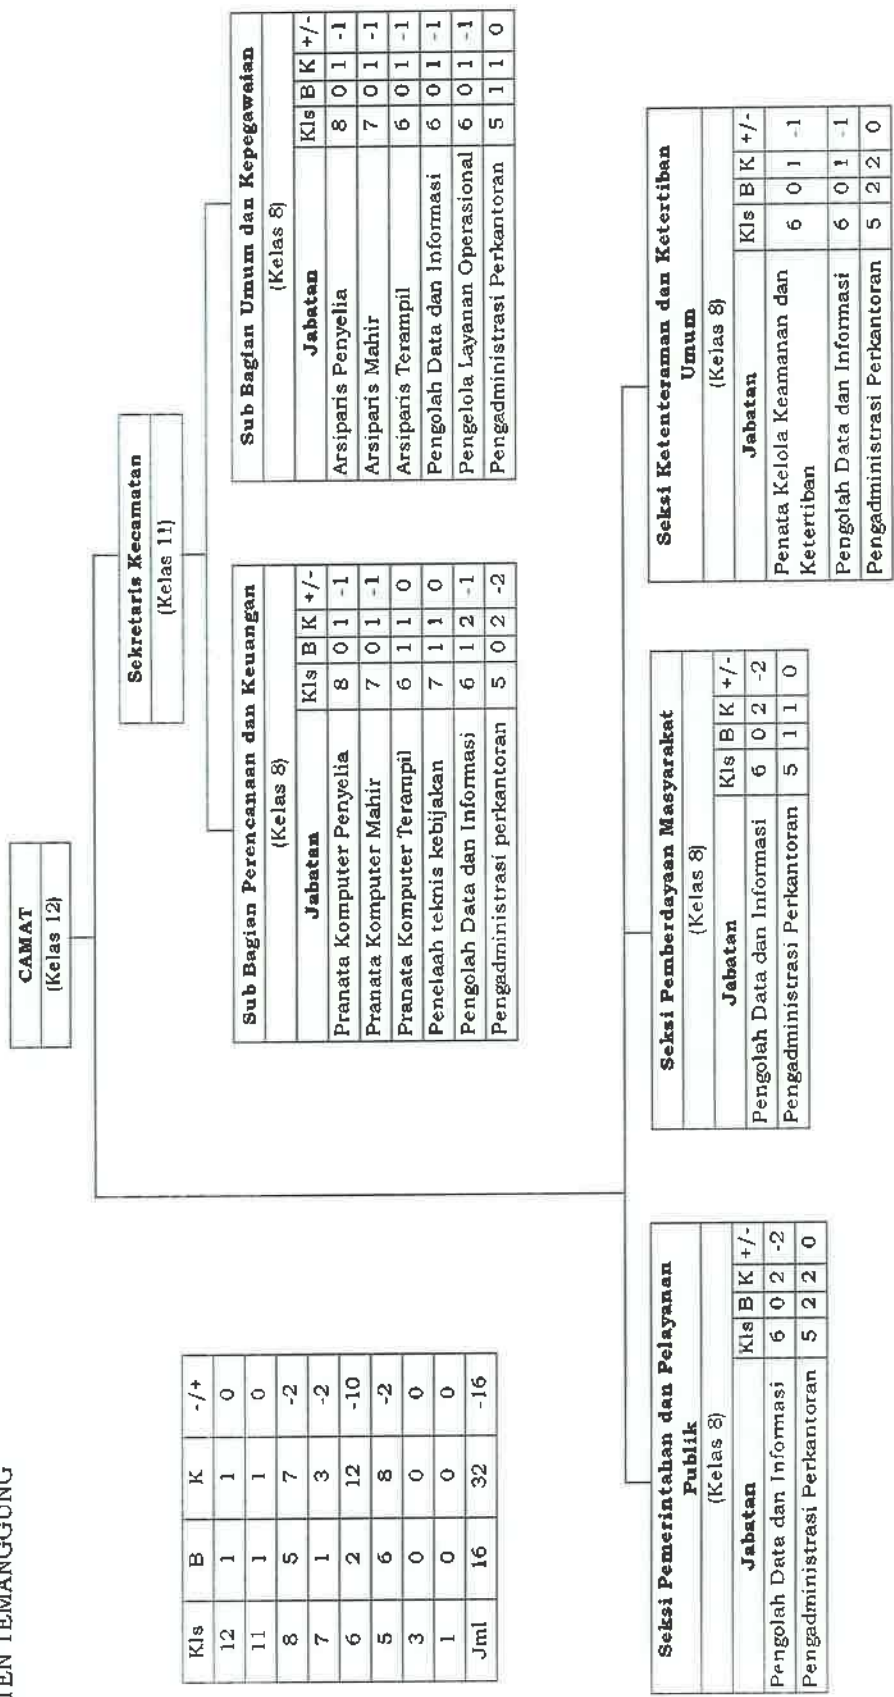 TEN TEMANGGUNG
CAMAT
(Kelas 12)
Sekretaris Kecamatan
(Kelas 11)
Kls B K -/+
12 1 1 0
11 1 1 0
8 5 7 -2
7 1 3 -2
6 2 12 -10
5 6 8 -2
3 0 0 0
1 0 0 0
Jml 16 32 -16
Sub Bagian Perencanaan dan Keuangan
(Kelas 8)
Jabatan Kls B K +/-
Pranata Komputer Penyelia 8 0 1 -1
Pranata Komputer Mahir 7 0 1 -1
Pranata Komputer Terampil 6 1 1 0
Penelaah teknis kebijakan 7 1 1 0
Pengolah Data dan Informasi 6 1 2 -1
Pengadministrasi perkantoran 5 0 2 -2
Sub Bagian Umum dan Kepegawaian
(Kelas 8)
Jabatan Kls B K +/-
Arsiparis Penyelia 8 0 1 -1
Arsiparis Mahir 7 0 1 -1
Arsiparis Terampil 6 0 1 -1
Pengolah Data dan Informasi 6 0 1 -1
Pengelola Layanan Operasional 6 0 1 -1
Pengadministrasi Perkantoran 5 1 1 0
Seksi Pemerintahan dan Pelayanan
Publik
(Kelas 8)
Jabatan Kls B K +/-
Pengolah Data dan Informasi 6 0 2 -2
Pengadministrasi Perkantoran 5 2 2 0
Seksi Pemberdayaan Masyarakat
(Kelas 8)
Jabatan Kls B K +/-
Pengolah Data dan Informasi 6 0 2 -2
Pengadministrasi Perkantoran 5 1 1 0
Seksi Ketenteraman dan Ketertiban
Umum
(Kelas 8)
Jabatan Kls B K +/-
Penata Kelola Keamanan dan
Ketertiban 6 0 1 -1
Pengolah Data dan Informasi 6 0 1 -1
Pengadministrasi Perkantoran 5 2 2 0